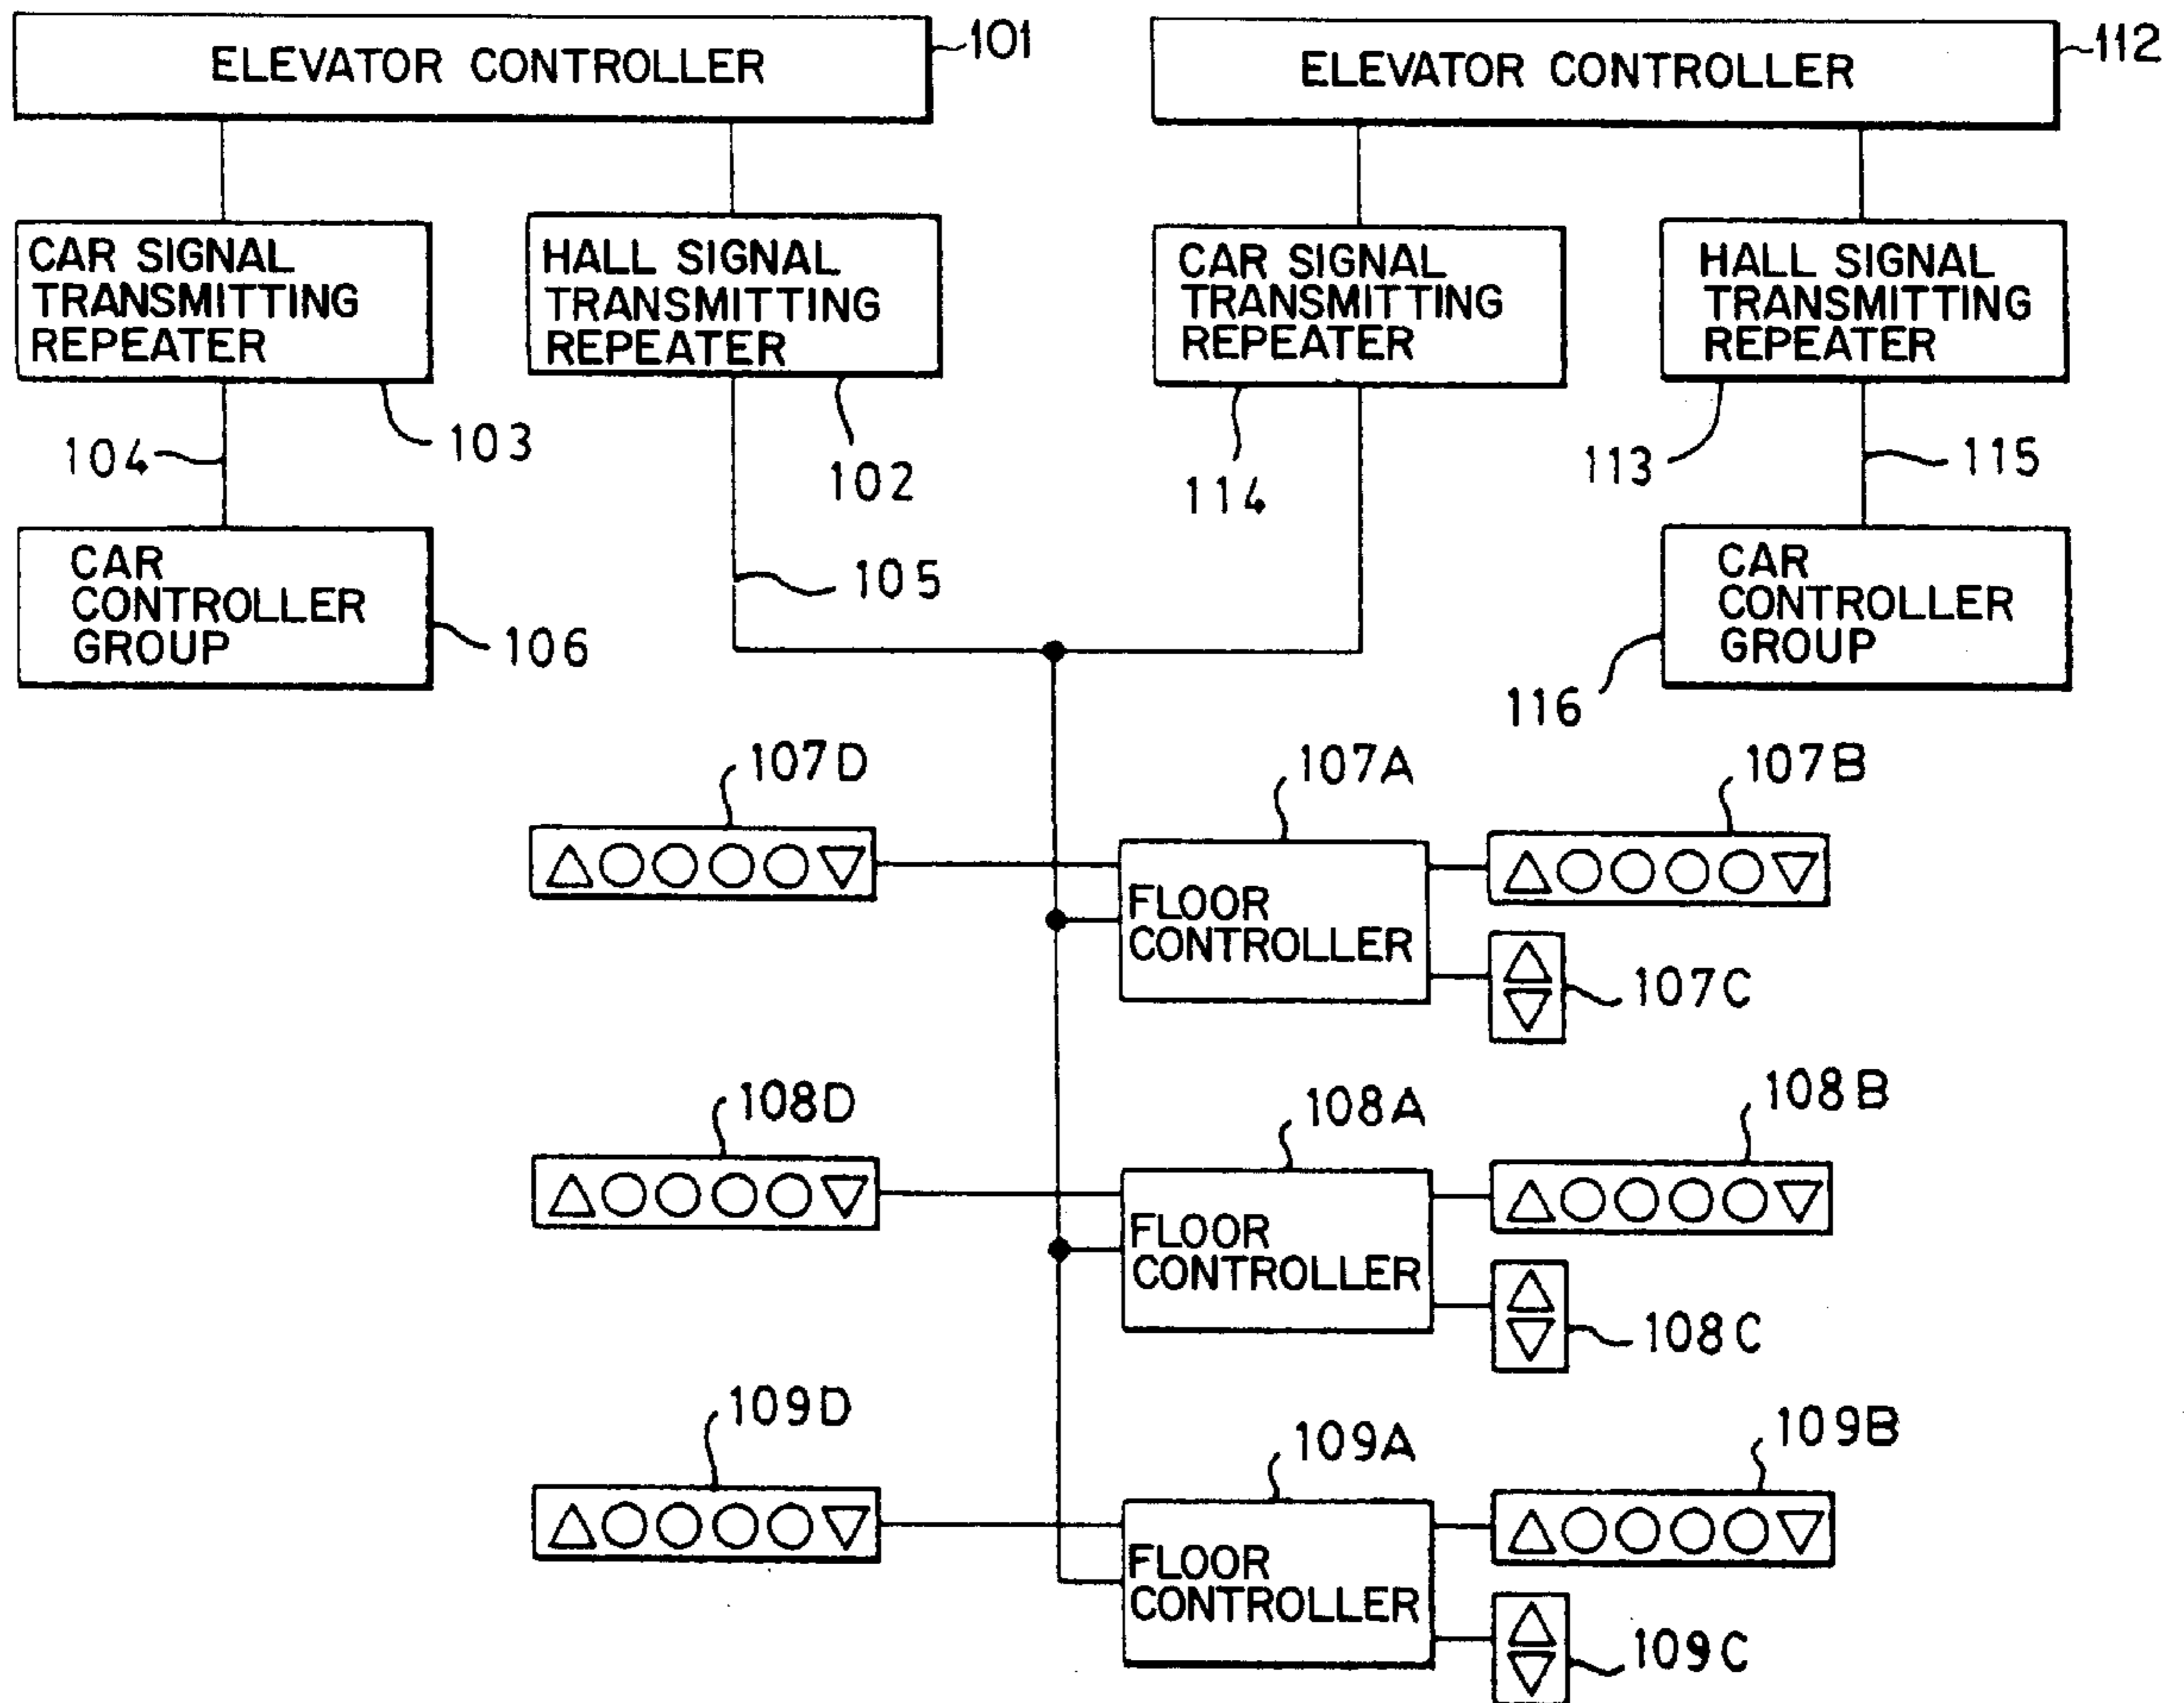 ELEVATOR CONTROLLER
101
ELEVATOR CONTROLLER
112
CAR SIGNAL
TRANSMITTING
REPEATER
HALL SIGNAL
TRANSMITTING
REPEATER
CAR SIGNAL
TRANSMITTING
REPEATER
HALL SIGNAL
TRANSMITTING
REPEATER
104
103
102
114
113
115
CAR
CONTROLLER
GROUP
106
105
CAR
CONTROLLER
GROUP
116
107D
107A
107B
FLOOR
CONTROLLER
107C
108D
108A
108B
FLOOR
CONTROLLER
108C
109D
109A
109B
FLOOR
CONTROLLER
109C